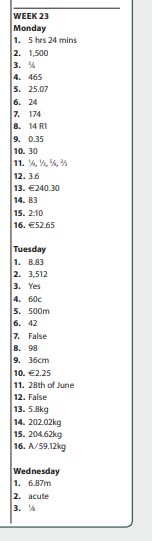 WEEK 23
Monday
1. 5 hrs 24 mins
2. 1,500
3. ⅚
4. 465
5. 25.07
6. 24
7. 174
8. 14 R1
9. 0.35
10. 30
11. ⅙, ⅓, ⅚, ⅔
12. 3.6
13. €240.30
14. 83
15. 2:10
16. €52.65
Tuesday
1. 8.83
2. 3,512
3. Yes
4. 60c
5. 500m
6. 42
7. False
8. 98
9. 36cm
10. €2.25
11. 28th of June
12. False
13. 5.8kg
14. 202.02kg
15. 204.62kg
16. A/59.12kg
Wednesday
1. 6.87m
2. acute
3. ⅛